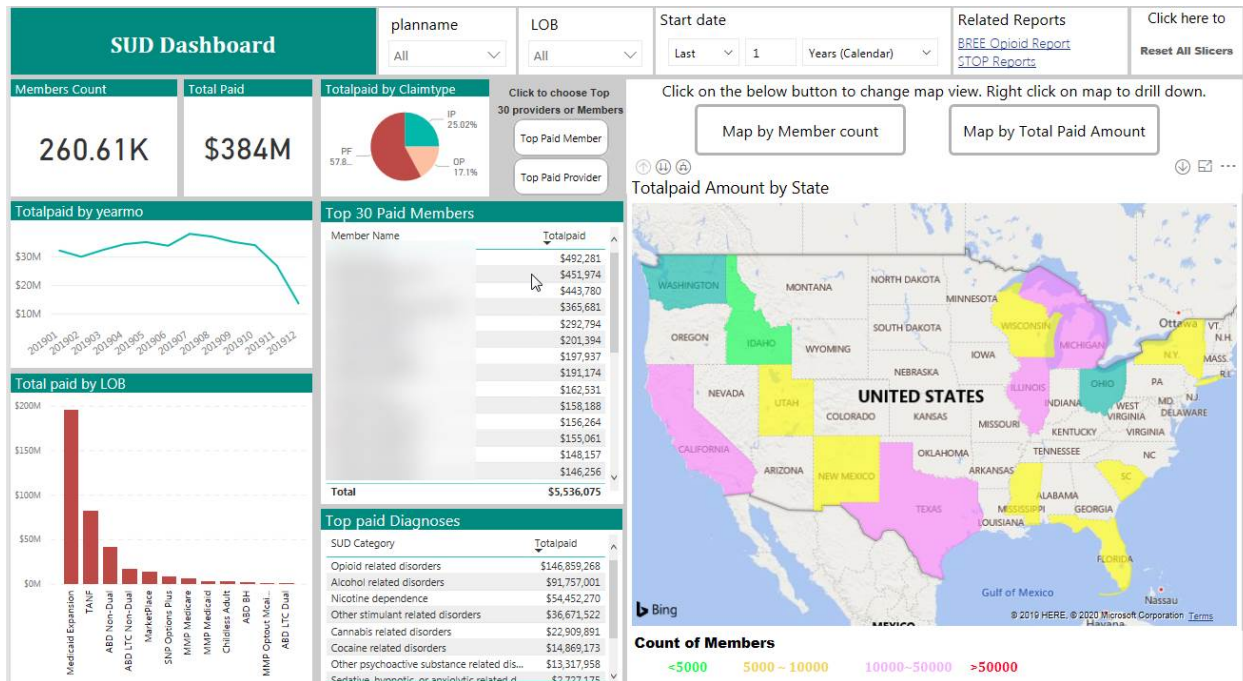 SUD Dashboard
planname
All
LOB
All
Start date
Last
1
Years (Calendar)
Related Reports
BREE Opioid Report
STOP Reports
Click here to
Reset All Slicers
Members Count
260.61K
Total Paid
$384M
Totalpaid by Claimtype
IP
25.02%
PF
57.8...
OP
17.1%
Click to choose Top
30 providers or Members
Top Paid Member
Top Paid Provider
Click on the below button to change map view. Right click on map to drill down.
Map by Member count
Map by Total Paid Amount
Totalpaid by yearmo
$30M
$20M
$10M
201901
201902
201903
201904
201905
201906
201907
201908
201909
201910
201911
201912
Total paid by LOB
$200M
$150M
$100M
$50M
$0M
Medicaid Expansion
TANF
ABD Non-Dual
ABD LTC Non-Dual
MarketPlace
SNP Options Plus
MMP Medicare
MMP Medicaid
Childless Adult
ABD BH
MMP Optout Mcai...
ABD LTC Dual
Top 30 Paid Members
Member Name Totalpaid
$492,281
$451,974
$443,780
$365,681
$292,794
$201,394
$197,937
$191,174
$162,531
$158,188
$156,264
$155,061
$148,157
$146,256
Total $5,536,075
Top paid Diagnoses
SUD Category Totalpaid
Opioid related disorders $146,859,268
Alcohol related disorders $91,757,001
Nicotine dependence $54,452,270
Other stimulant related disorders $36,671,522
Cannabis related disorders $22,909,891
Cocaine related disorders $14,869,173
Other psychoactive substance related dis... $13,317,958
Sedative, hypnotic, or anxiolytic related d... $2,727,175
Totalpaid Amount by State
WASHINGTON
MONTANA
NORTH DAKOTA
MINNESOTA
OREGON
IDAHO
WYOMING
SOUTH DAKOTA
WISCONSIN
MICHIGAN
Ottawa
VT.
N.H.
N.Y.
MASS.
R.I.
IOWA
NEBRASKA
NEVADA
UTAH
COLORADO
UNITED STATES
KANSAS
MISSOURI
ILLINOIS
INDIANA
OHIO
PA
N.J.
MD.
DELAWARE
WEST
VIRGINIA
KENTUCKY
VIRGINIA
CALIFORNIA
ARIZONA
NEW MEXICO
OKLAHOMA
ARKANSAS
TENNESSEE
NC
SC
TEXAS
LOUISIANA
MISSISSIPPI
ALABAMA
GEORGIA
FLORIDA
Gulf of Mexico
Nassau
MEXICO
Havana
Bing
© 2019 HERE, © 2020 Microsoft Corporation Terms
Count of Members
<5000 5000 ~ 10000 10000~50000 >50000